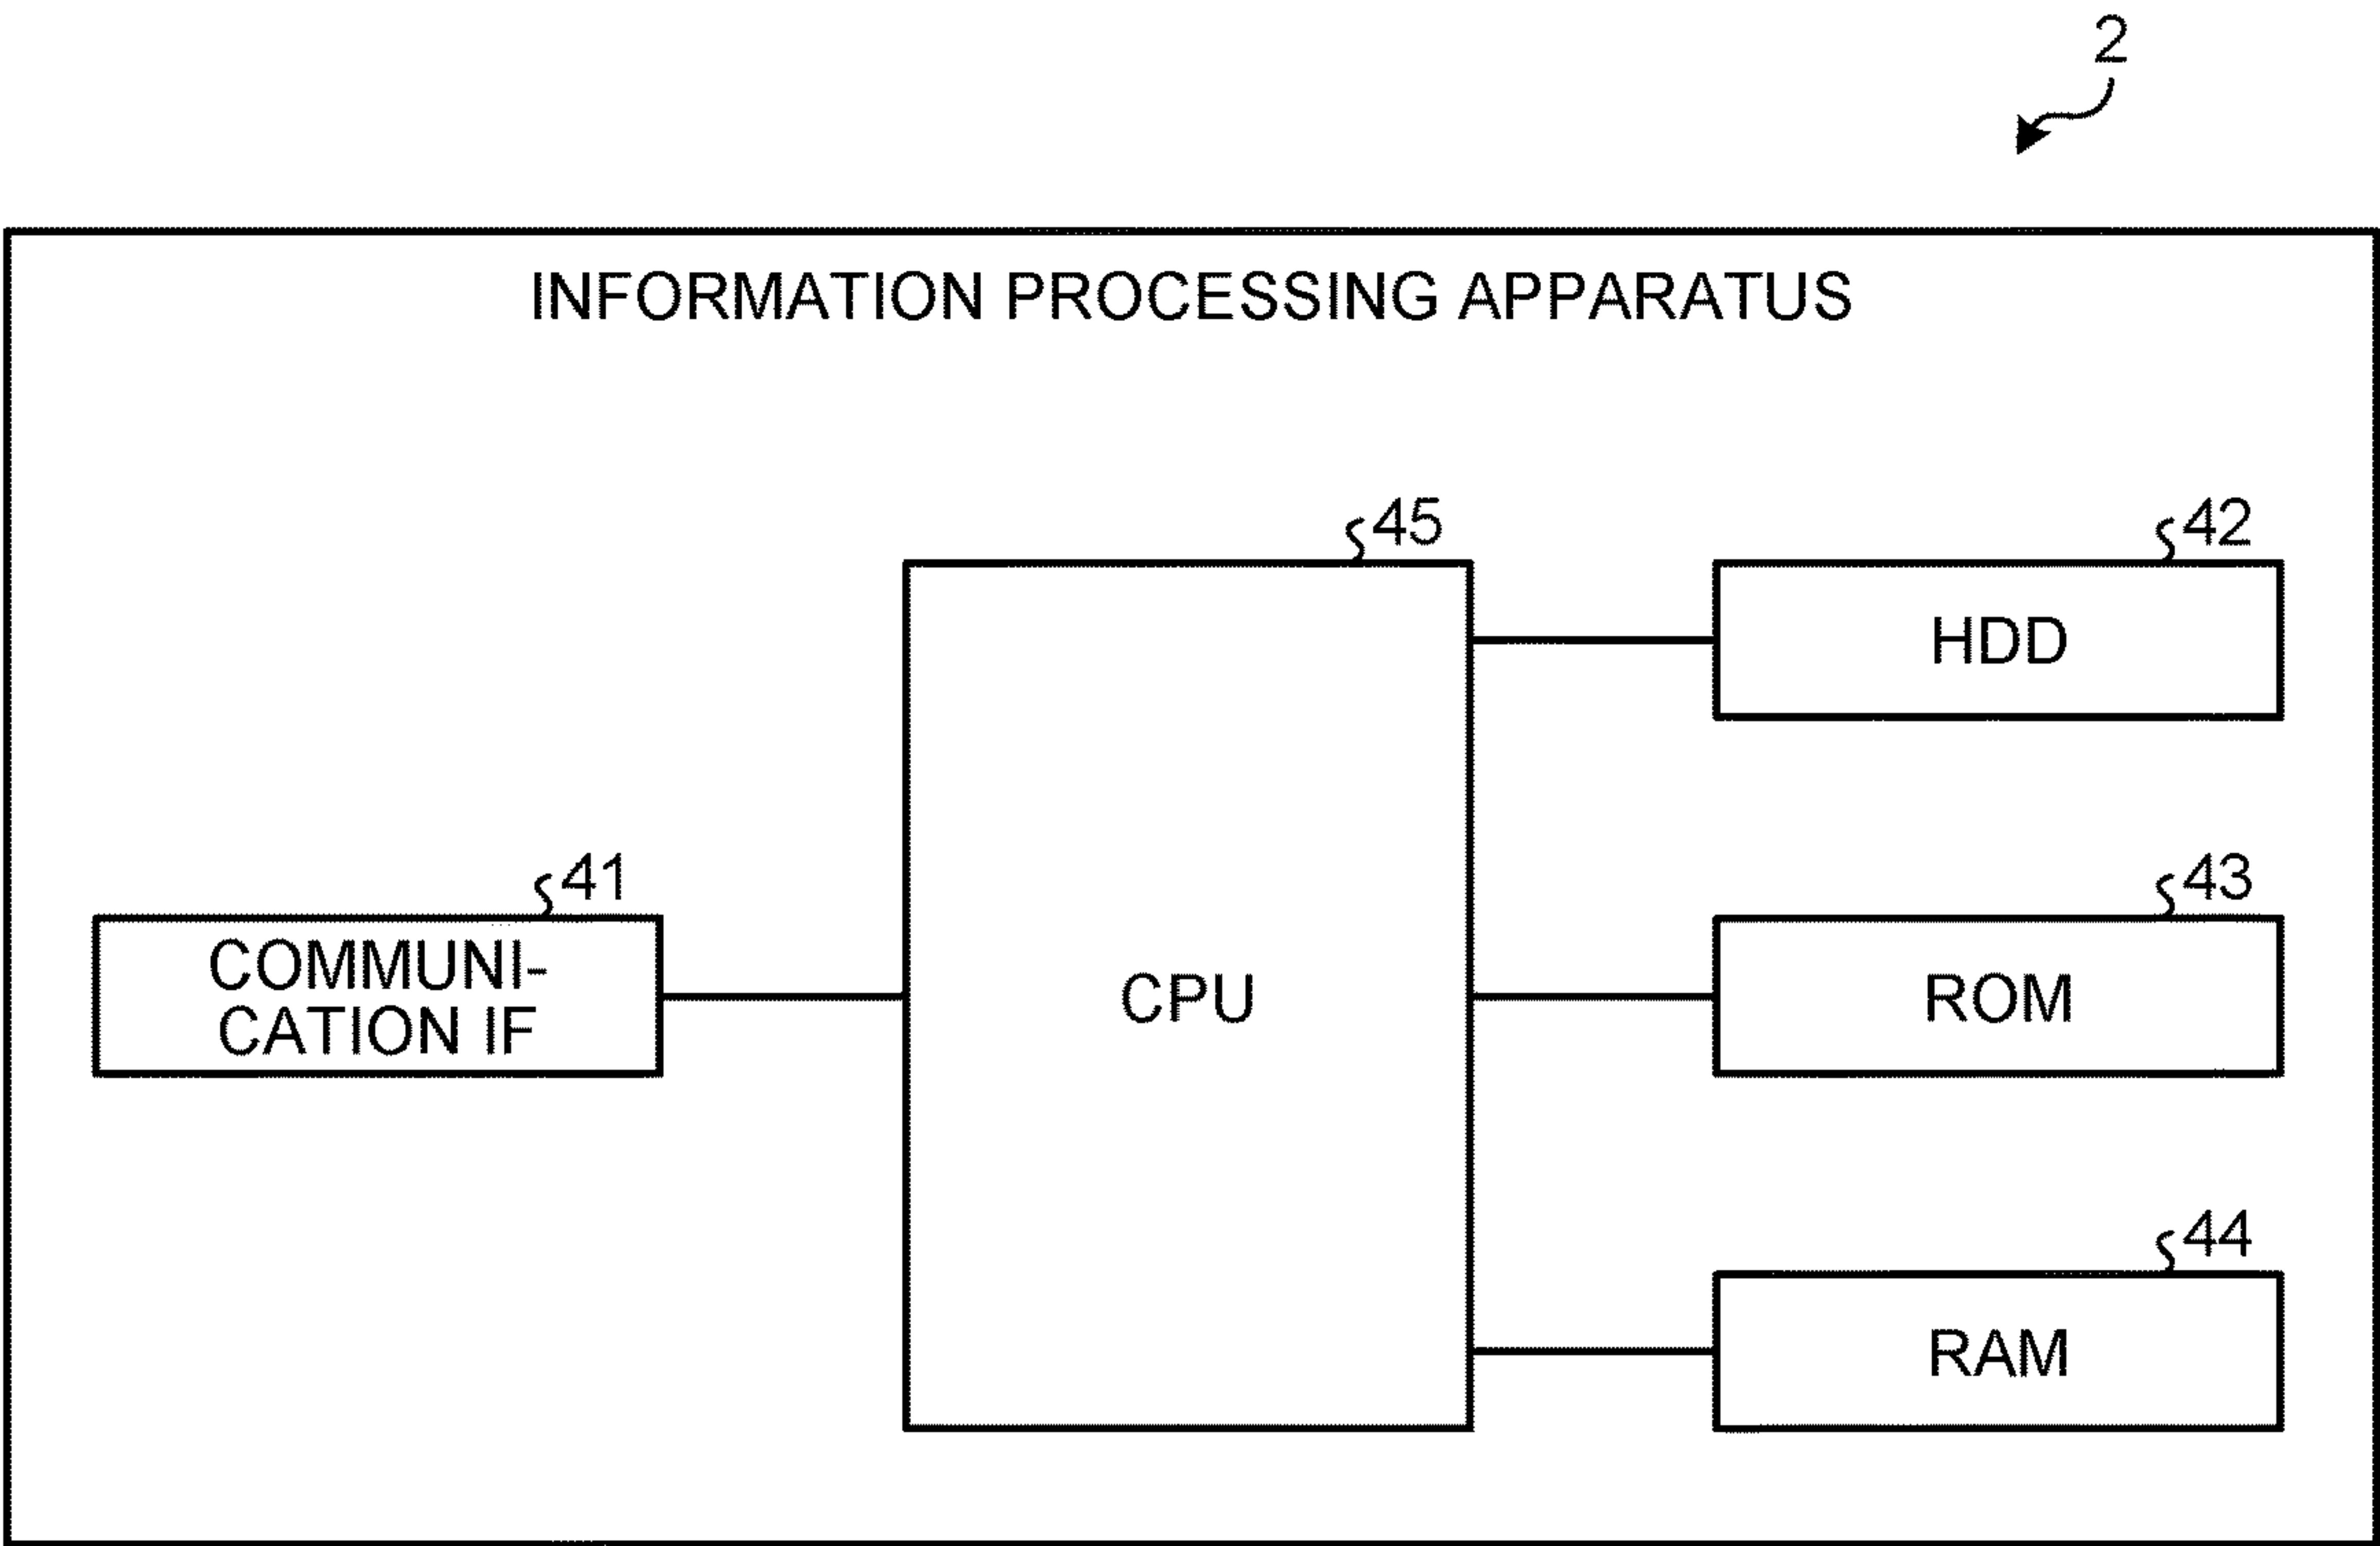 2
INFORMATION PROCESSING APPARATUS
45
42
HDD
41
COMMUNI-
CATION IF
CPU
43
ROM
44
RAM